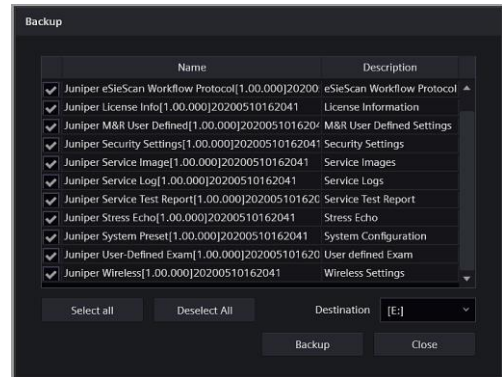 Backup
Name Description
Juniper eSieScan Workflow Protocol[1.00.000]20200 eSieScan Workflow Protocol
Juniper License Info[1.00.000]20200510162041 License Information
Juniper M&R User Defined[1.00.000]2020051016204 M&R User Defined Settings
Juniper Security Settings[1.00.000]20200510162041 Security Settings
Juniper Service Image[1.00.000]20200510162041 Service Images
Juniper Service Log[1.00.000]20200510162041 Service Logs
Juniper Service Test Report[1.00.000]202005101620 Service Test Report
Juniper Stress Echo[1.00.000]20200510162041 Stress Echo
Juniper System Preset[1.00.000]20200510162041 System Configuration
Juniper User-Defined Exam[1.00.000]202005101620 User defined Exam
Juniper Wireless[1.00.000]20200510162041 Wireless Settings
Select all Deselect All Destination [E:]
Backup Close